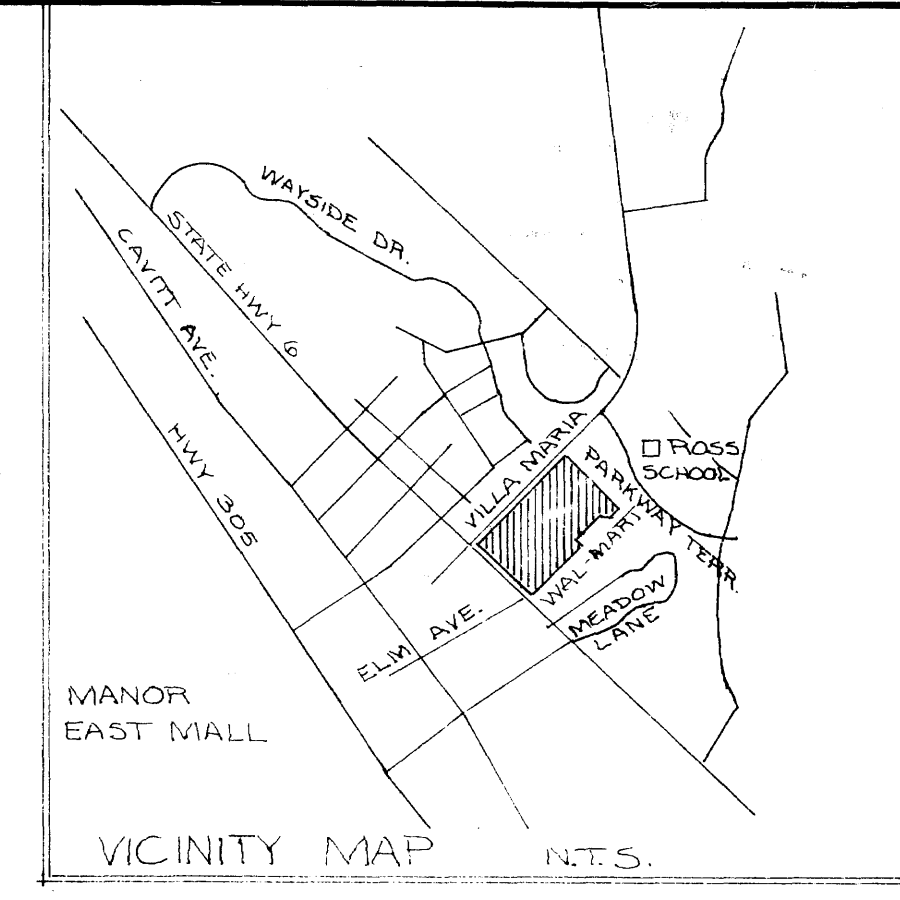 WAYSIDE DR.
STATE HWY 6
CAVITT AVE.
HWY 305
VILLA MARIA
PARKWAY TERR.
ROSS
SCHOOL
WAL-MART
MEADOW
LANE
ELM AVE.
MANOR
EAST MALL
VICINITY MAP N.T.S.